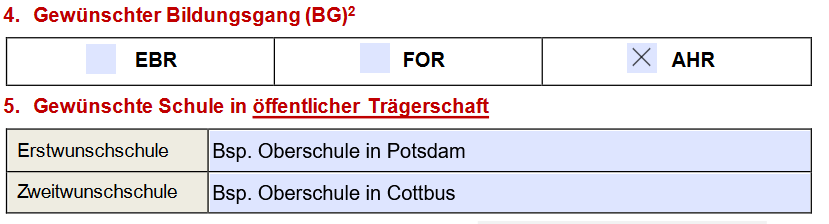 4. Gewünschter Bildungsgang (BG)²
EBR FOR AHR
5. Gewünschte Schule in öffentlicher Trägerschaft
Erstwunschschule Bsp. Oberschule in Potsdam
Zweitwunschschule Bsp. Oberschule in Cottbus